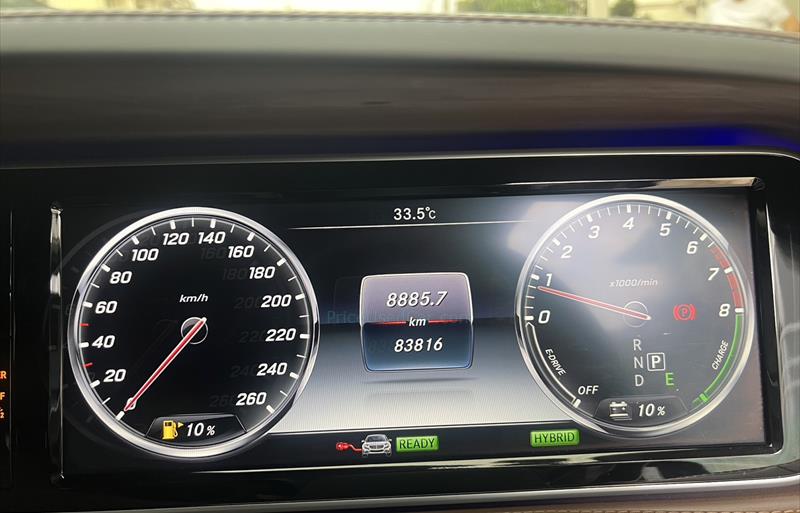 33.5°c
120 140
100 160
80 180
60 km/h 200
40 220
20 240
260
10 %
8885.7
km
83816
PriceUsed
READY
HYBRID
3 4 5
2 6
1 7
0 8
x1000/min
P
R
N P
D E
E-DRIVE
OFF
CHARGE
10 %
R
F